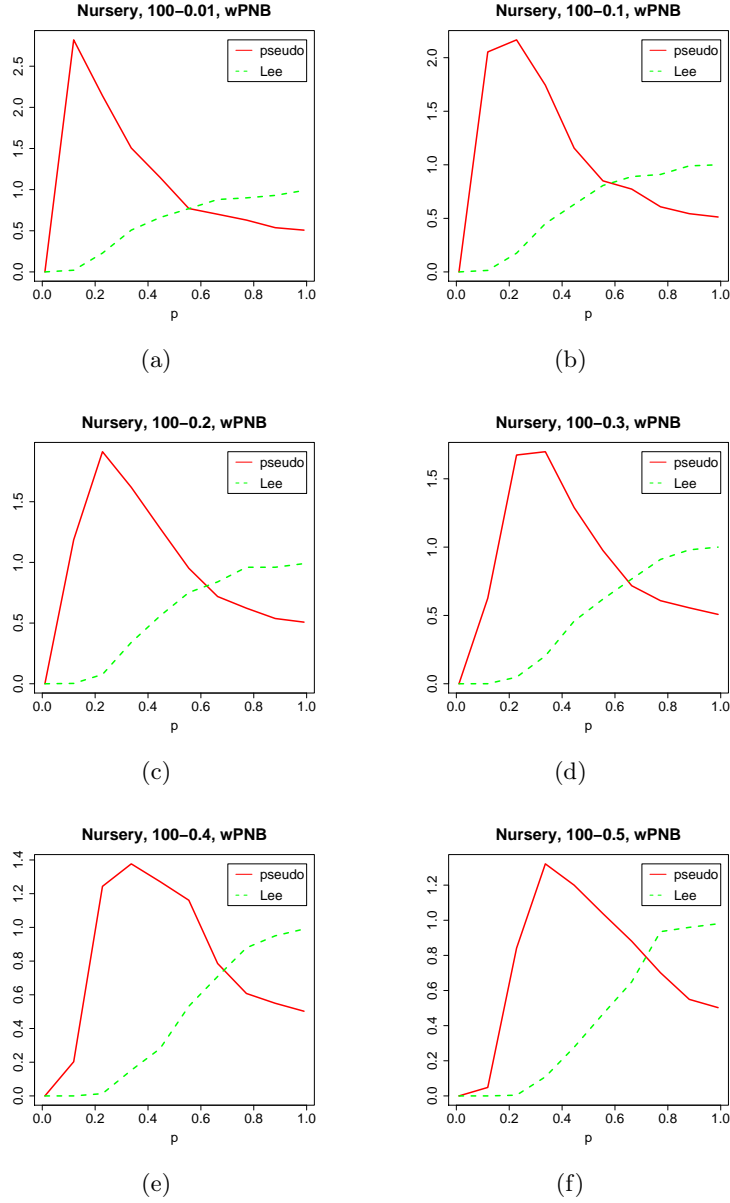 Nursery, 100−0.01, wPNB
pseudo
Lee
0.0 0.5 1.0 1.5 2.0 2.5
0.0 0.2 0.4 0.6 0.8 1.0
p
(a)
Nursery, 100−0.1, wPNB
pseudo
Lee
0.0 0.5 1.0 1.5 2.0
0.0 0.2 0.4 0.6 0.8 1.0
p
(b)
Nursery, 100−0.2, wPNB
pseudo
Lee
0.0 0.5 1.0 1.5
0.0 0.2 0.4 0.6 0.8 1.0
p
(c)
Nursery, 100−0.3, wPNB
pseudo
Lee
0.0 0.5 1.0 1.5
0.0 0.2 0.4 0.6 0.8 1.0
p
(d)
Nursery, 100−0.4, wPNB
pseudo
Lee
0.0 0.2 0.4 0.6 0.8 1.0 1.2 1.4
0.0 0.2 0.4 0.6 0.8 1.0
p
(e)
Nursery, 100−0.5, wPNB
pseudo
Lee
0.0 0.2 0.4 0.6 0.8 1.0 1.2
0.0 0.2 0.4 0.6 0.8 1.0
p
(f)